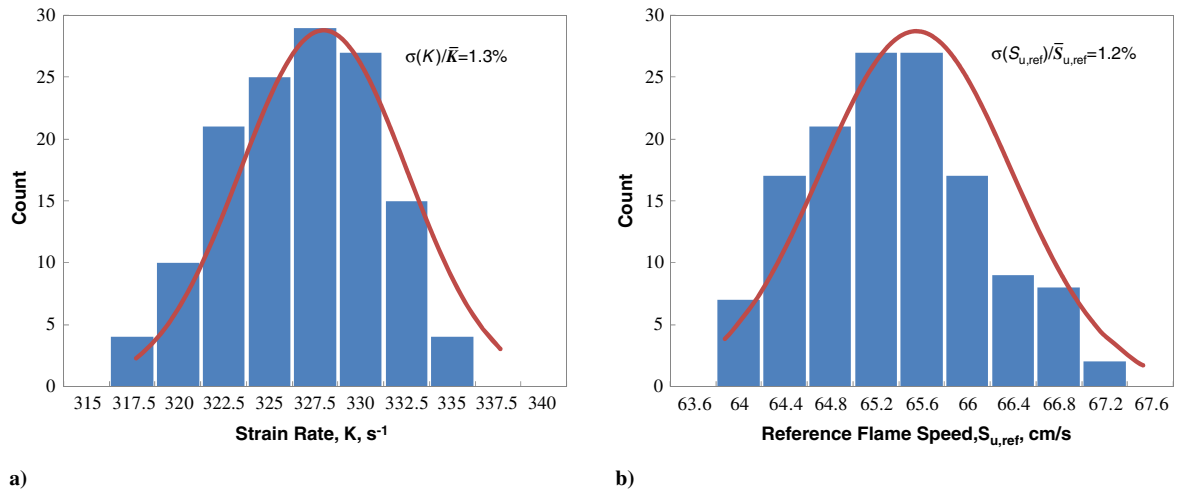 30
25
20
15
10
5
0
Count
σ(K)/K̅=1.3%
315 317.5 320 322.5 325 327.5 330 332.5 335 337.5 340
Strain Rate, K, s⁻¹
a)
30
25
20
15
10
5
0
Count
σ(Su,ref)/S̅u,ref=1.2%
63.6 64 64.4 64.8 65.2 65.6 66 66.4 66.8 67.2 67.6
Reference Flame Speed,Su,ref, cm/s
b)